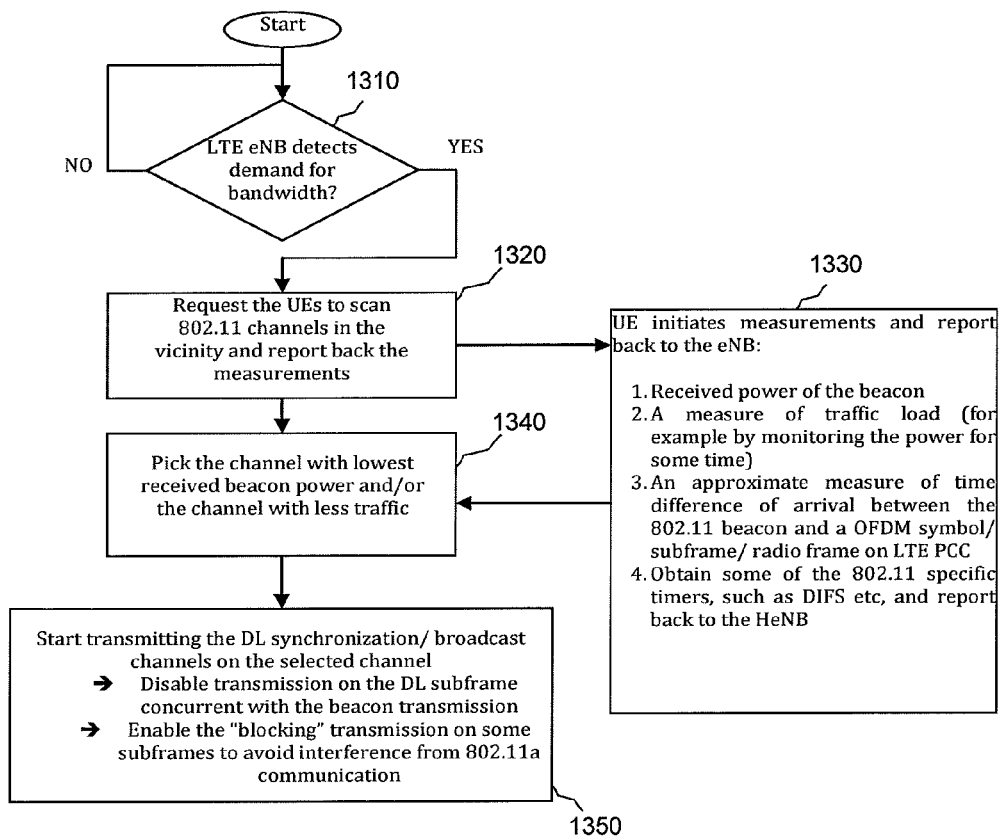 Start
1310
LTE eNB detects
demand for
bandwidth?
NO
YES
1320
Request the UEs to scan
802.11 channels in the
vicinity and report back the
measurements
1330
UE initiates measurements and report
back to the eNB:
1. Received power of the beacon
2. A measure of traffic load (for
example by monitoring the power for
some time)
3. An approximate measure of time
difference of arrival between the
802.11 beacon and a OFDM symbol/
subframe/ radio frame on LTE PCC
4. Obtain some of the 802.11 specific
timers, such as DIFS etc, and report
back to the HeNB
1340
Pick the channel with lowest
received beacon power and/or
the channel with less traffic
Start transmitting the DL synchronization/ broadcast
channels on the selected channel
➔ Disable transmission on the DL subframe
concurrent with the beacon transmission
➔ Enable the “blocking” transmission on some
subframes to avoid interference from 802.11a
communication
1350